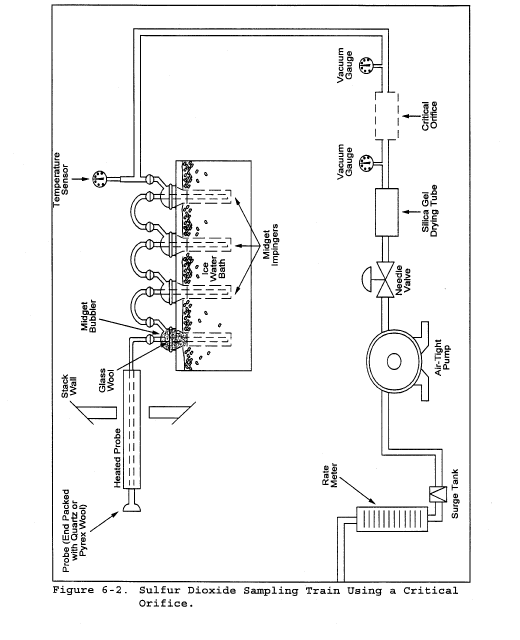 Probe (End Packed
with Quartz or
Pyrex Wool)
Heated Probe
Stack
Wall
Glass
Wool
Midget
Bubbler
Ice
Water
Bath
Midget
Impingers
Temperature
Sensor
Rate
Meter
Surge Tank
Air-Tight
Pump
Needle
Valve
Silica Gel
Drying Tube
Vacuum
Gauge
Critical
Orifice
Vacuum
Gauge
Figure 6-2. Sulfur Dioxide Sampling Train Using a Critical
Orifice.